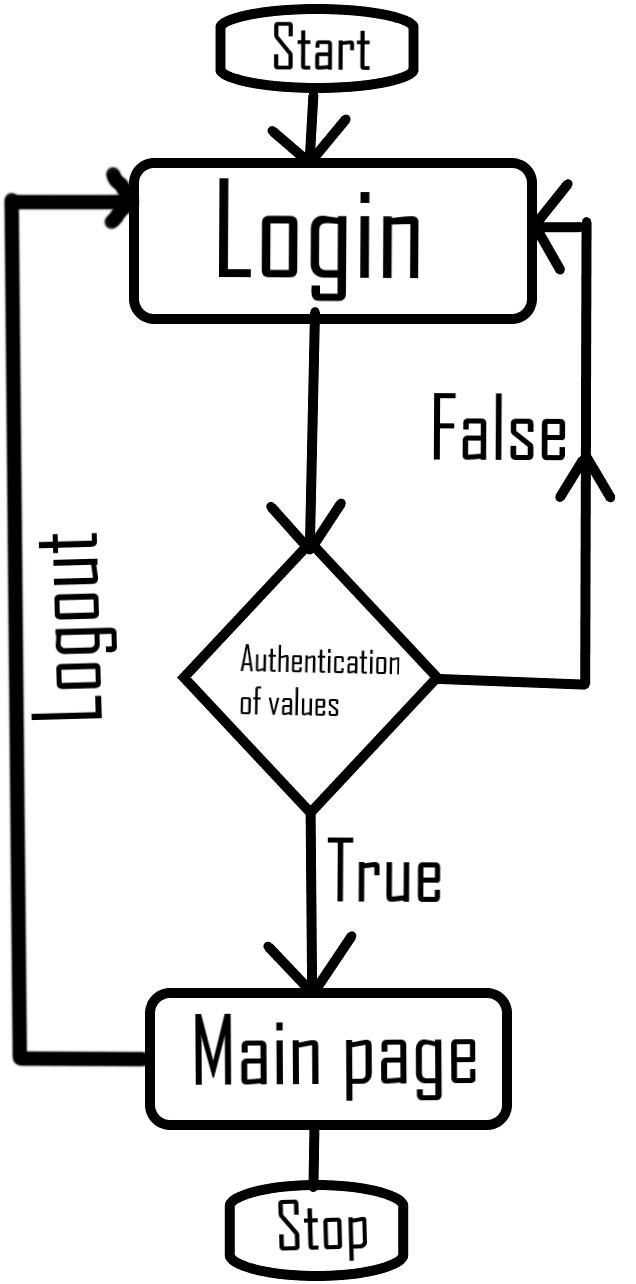 Start
Login
False
Logout
Authentication
of values
True
Main page
Stop